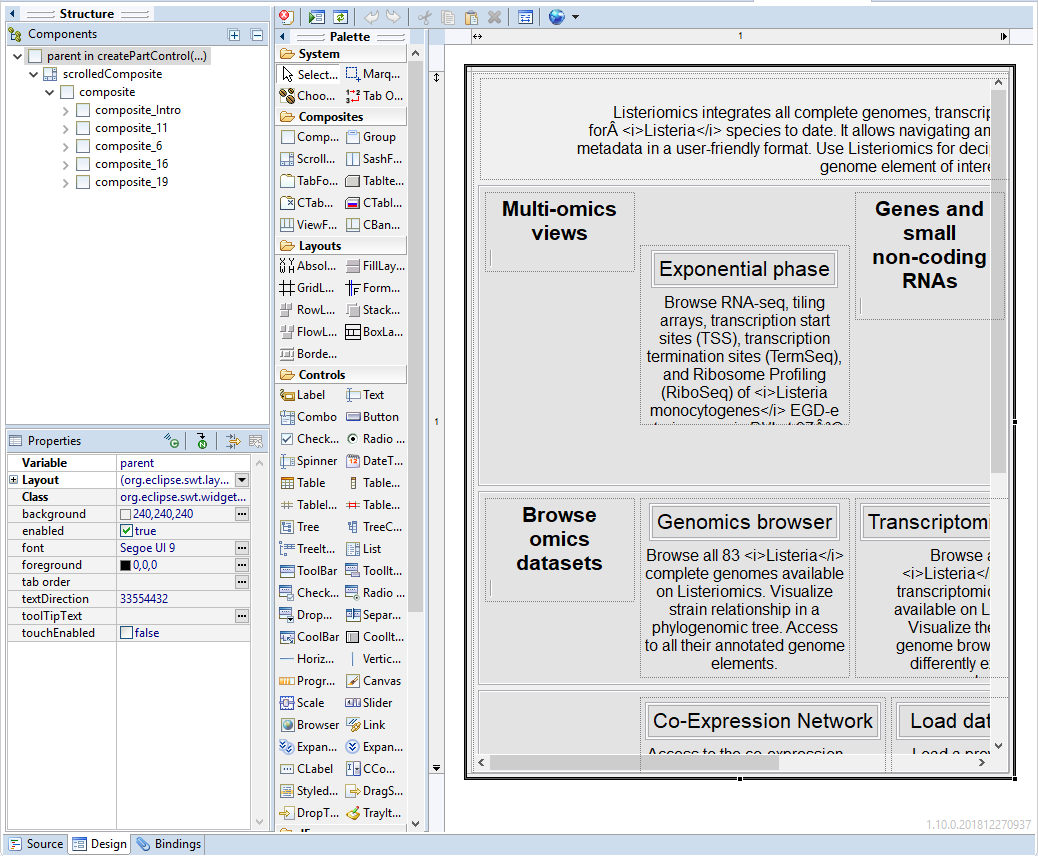 Structure
Components
parent in createPartControl(...)
scrolledComposite
composite
composite_Intro
composite_11
composite_6
composite_16
composite_19
Properties
Variable parent
Layout (org.eclipse.swt.lay...
Class org.eclipse.swt.widget...
background 240,240,240
enabled true
font Segoe UI 9
foreground 0,0,0
tab order
textDirection 33554432
toolTipText
touchEnabled false
Source Design Bindings
Palette
System
Select... Marq...
Choo... Tab O...
Composites
Comp... Group
Scroll... SashF...
TabFo... TabIte...
CTab... CTabI...
ViewF... CBan...
Layouts
Absol... FillLay...
GridL... Form...
RowL... Stack...
FlowL... BoxLa...
Borde...
Controls
Label Text
Combo Button
Check... Radio ...
Spinner DateT...
Table Table...
TableI... Table...
Tree TreeC...
TreeIt... List
ToolBar ToolIt...
Check... Radio ...
Drop... Separ...
CoolBar CoolIt...
Horiz... Vertic...
Progr... Canvas
Scale Slider
Browser Link
Expan... Expan...
CLabel CCo...
Styled... DragS...
DropT... TrayIt...
1
1
Listeriomics integrates all complete genomes, transcrip
forÂ <i>Listeria</i> species to date. It allows navigating an
metadata in a user-friendly format. Use Listeriomics for deci
genome element of intere
Multi-omics
views
Exponential phase
Browse RNA-seq, tiling
arrays, transcription start
sites (TSS), transcription
termination sites (TermSeq),
and Ribosome Profiling
(RiboSeq) of <i>Listeria
monocytogenes</i> EGD-e
Genes and
small
non-coding
RNAs
Browse
omics
datasets
Genomics browser
Browse all 83 <i>Listeria</i>
complete genomes available
on Listeriomics. Visualize
strain relationship in a
phylogenomic tree. Access
to all their annotated genome
elements.
Transcriptomi
Browse a
<i>Listeria</
transcriptomic
available on L
Visualize the
genome brow
differently ex
Co-Expression Network
Access to the co-expression
Load dat
Load a prov
1.10.0.201812270937